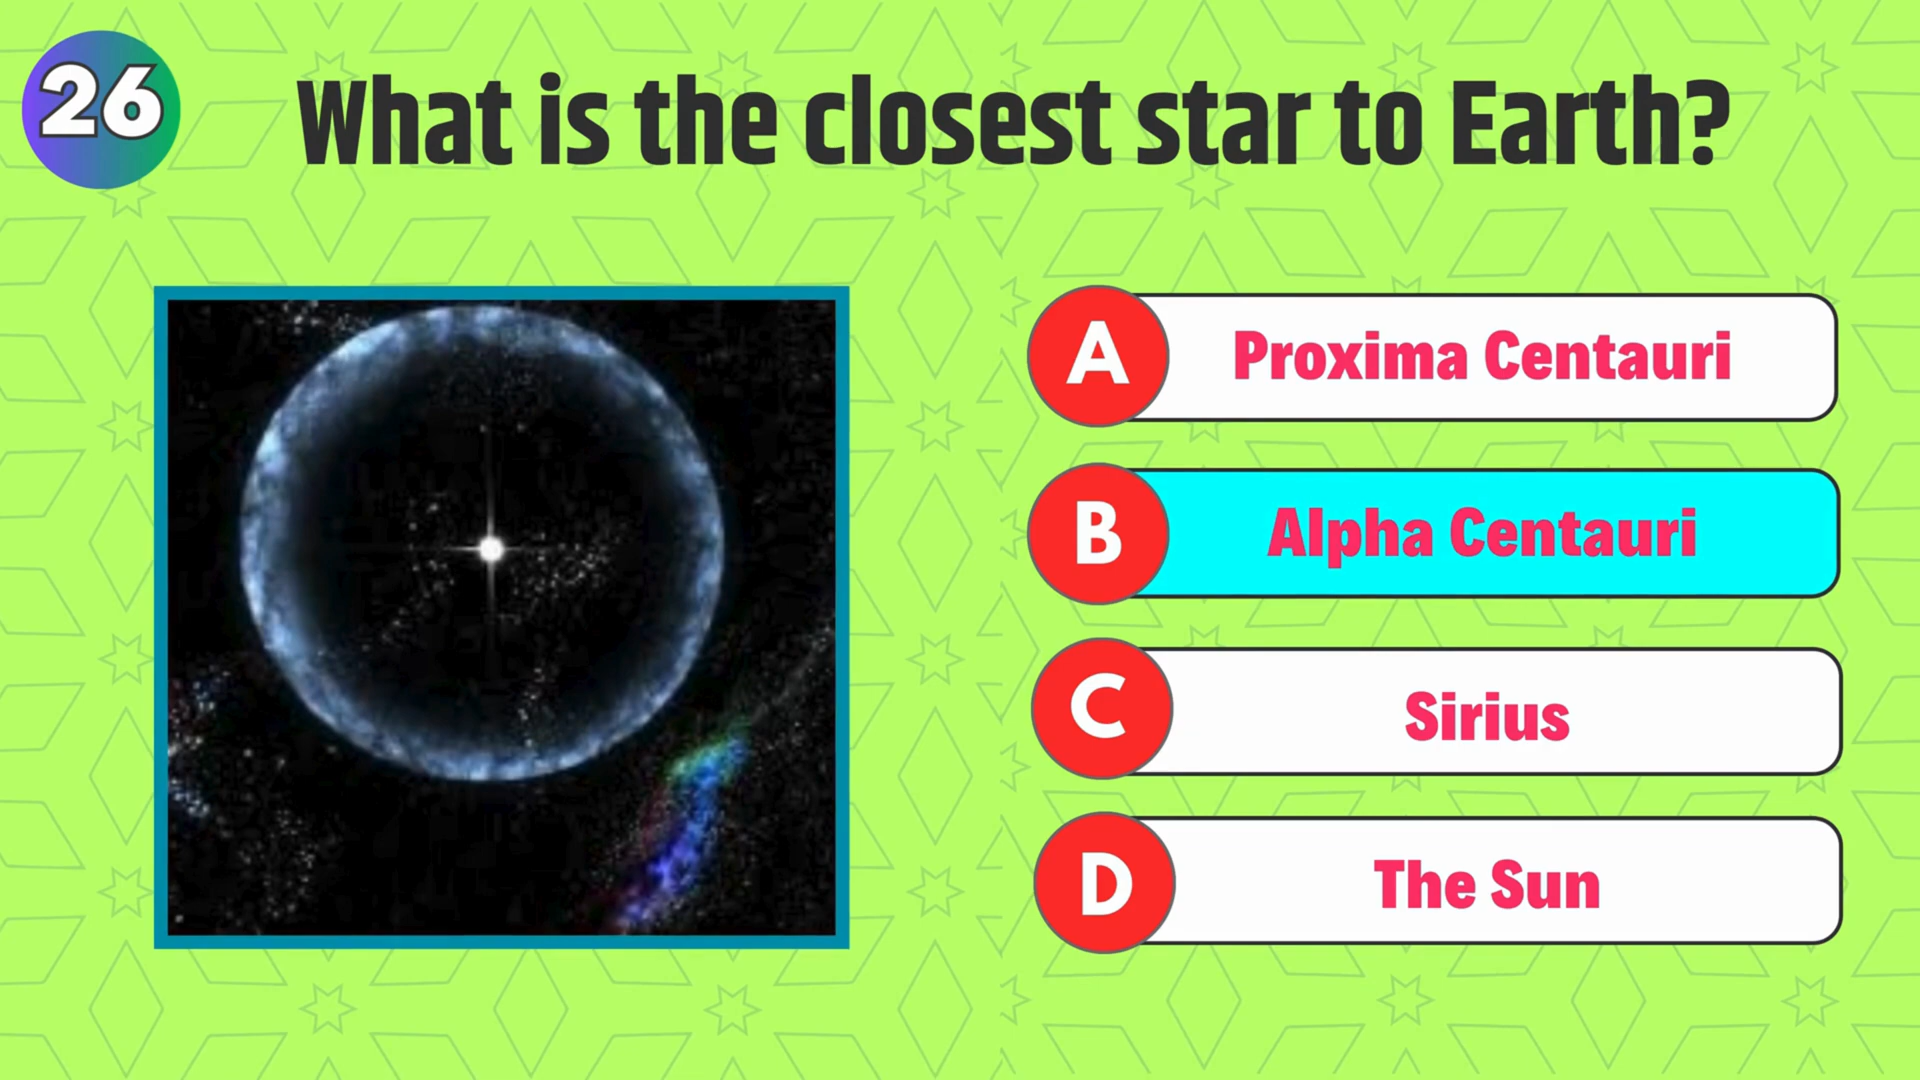 26
What is the closest star to Earth?
A Proxima Centauri
B Alpha Centauri
C Sirius
D The Sun